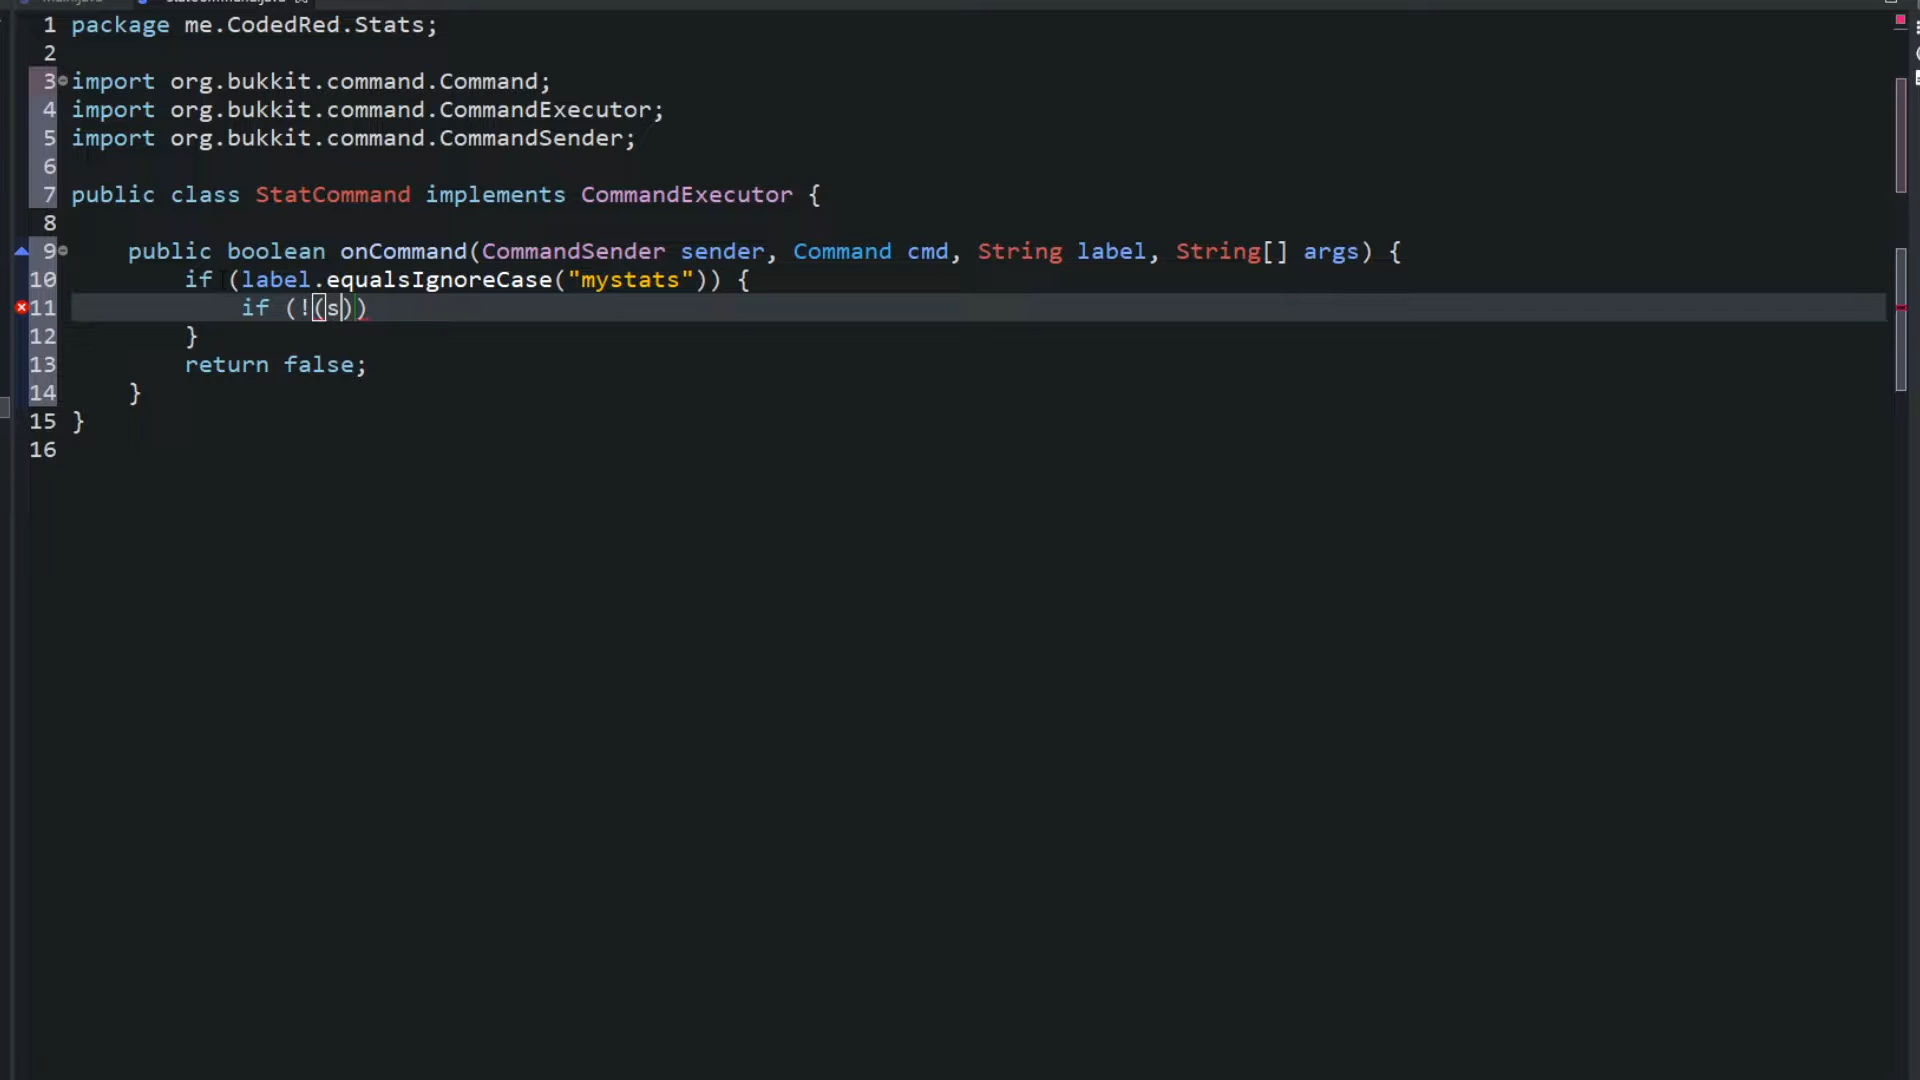 1 package me.CodedRed.Stats;
2
3 import org.bukkit.command.Command;
4 import org.bukkit.command.CommandExecutor;
5 import org.bukkit.command.CommandSender;
6
7 public class StatCommand implements CommandExecutor {
8
9 public boolean onCommand(CommandSender sender, Command cmd, String label, String[] args) {
10 if (label.equalsIgnoreCase("mystats")) {
11 if (!(s))
12 }
13 return false;
14 }
15 }
16